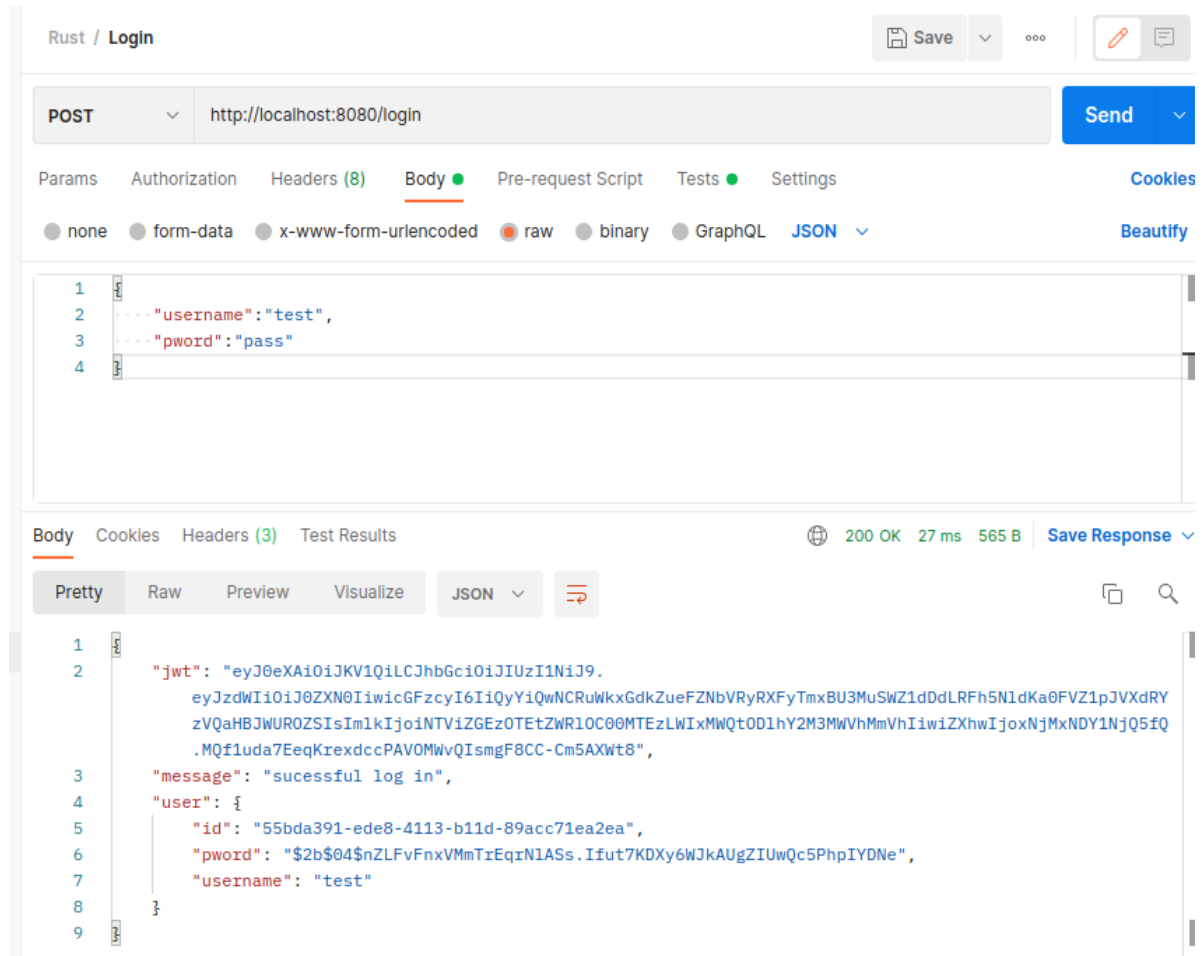 Rust / Login Save ooo
POST http://localhost:8080/login Send
Params Authorization Headers (8) Body Pre-request Script Tests Settings Cookies
none form-data x-www-form-urlencoded raw binary GraphQL JSON Beautify
1 {
2 "username":"test",
3 "pword":"pass"
4 }
Body Cookies Headers (3) Test Results 200 OK 27 ms 565 B Save Response
Pretty Raw Preview Visualize JSON
1 {
2 "jwt": "eyJ0eXAiOiJKV1QiLCJhbGciOiJIUzI1NiJ9.
eyJzdWIiOiJ0ZXN0IiwicGFzcyI6IiQyYiQwNCRuWkxGdkZueFZNbVRyRXFyTmxBU3MuSWZ1dDdLRFh5NldKa0FVZ1pJVXdRY
zVQaHBJWUROZSIsImlkIjoiNTViZGEzOTEtZWRlOC00MTEzLWIxMWQtODlhY2M3MWVhMmVhIiwiZXhwIjoxNjMxNDY1NjQ5fQ
.MQf1uda7EeqKrexdccPAVOMWvQIsmgF8CC-Cm5AXWt8",
3 "message": "sucessful log in",
4 "user": {
5 "id": "55bda391-ede8-4113-b11d-89acc71ea2ea",
6 "pword": "$2b$04$nZLFvFnxVMmTrEqrNlASs.Ifut7KDXy6WJkAUgZIUwQc5PhpIYDNe",
7 "username": "test"
8 }
9 }